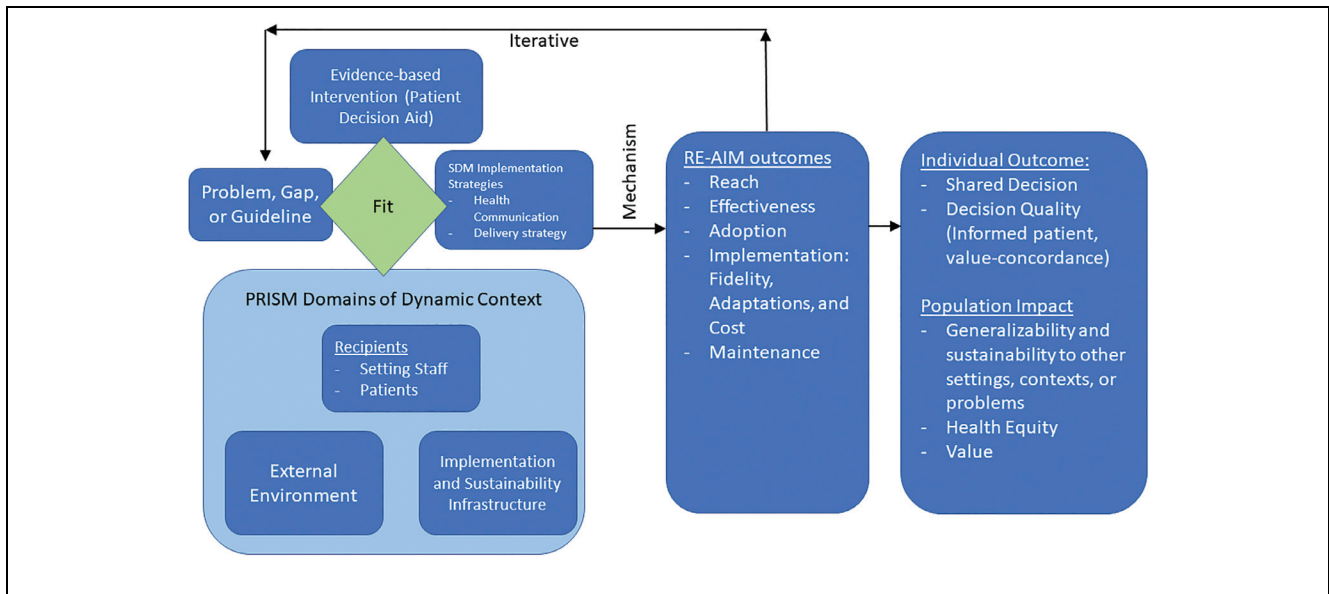 Iterative
Evidence-based
Intervention (Patient
Decision Aid)
Problem, Gap,
or Guideline
Fit
SDM Implementation
Strategies
- Health
Communication
- Delivery strategy
Mechanism
PRISM Domains of Dynamic Context
Recipients
- Setting Staff
- Patients
External
Environment
Implementation
and Sustainability
Infrastructure
RE-AIM outcomes
- Reach
- Effectiveness
- Adoption
- Implementation:
Fidelity,
Adaptations, and
Cost
- Maintenance
Individual Outcome:
- Shared Decision
- Decision Quality
(Informed patient,
value-concordance)
Population Impact
- Generalizability and
sustainability to other
settings, contexts, or
problems
- Health Equity
- Value